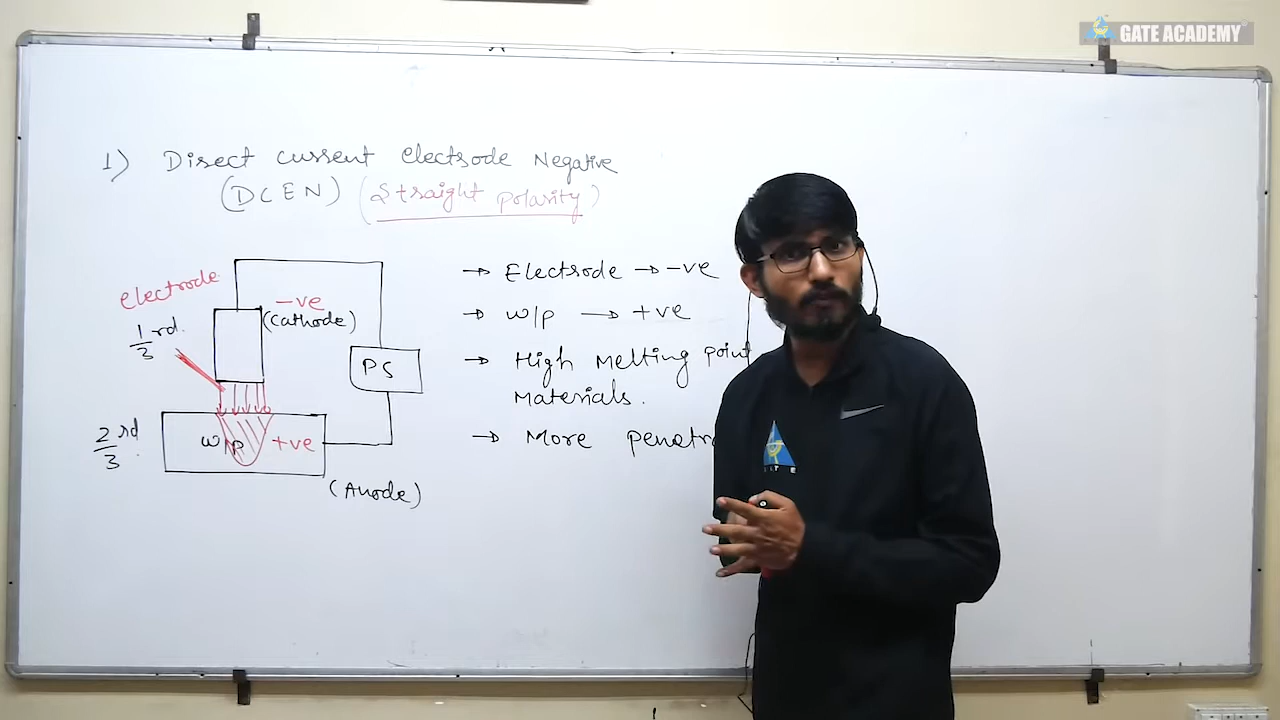 GATE ACADEMY
1) Direct current electrode Negative
(DCEN) (Straight polarity)
electrode
-ve
(Cathode)
1/3 rd.
PS
2/3 rd.
w/p +ve
(Anode)
→ Electrode → -ve
→ w/p → +ve
→ High Melting Point
Materials.
→ More penetr